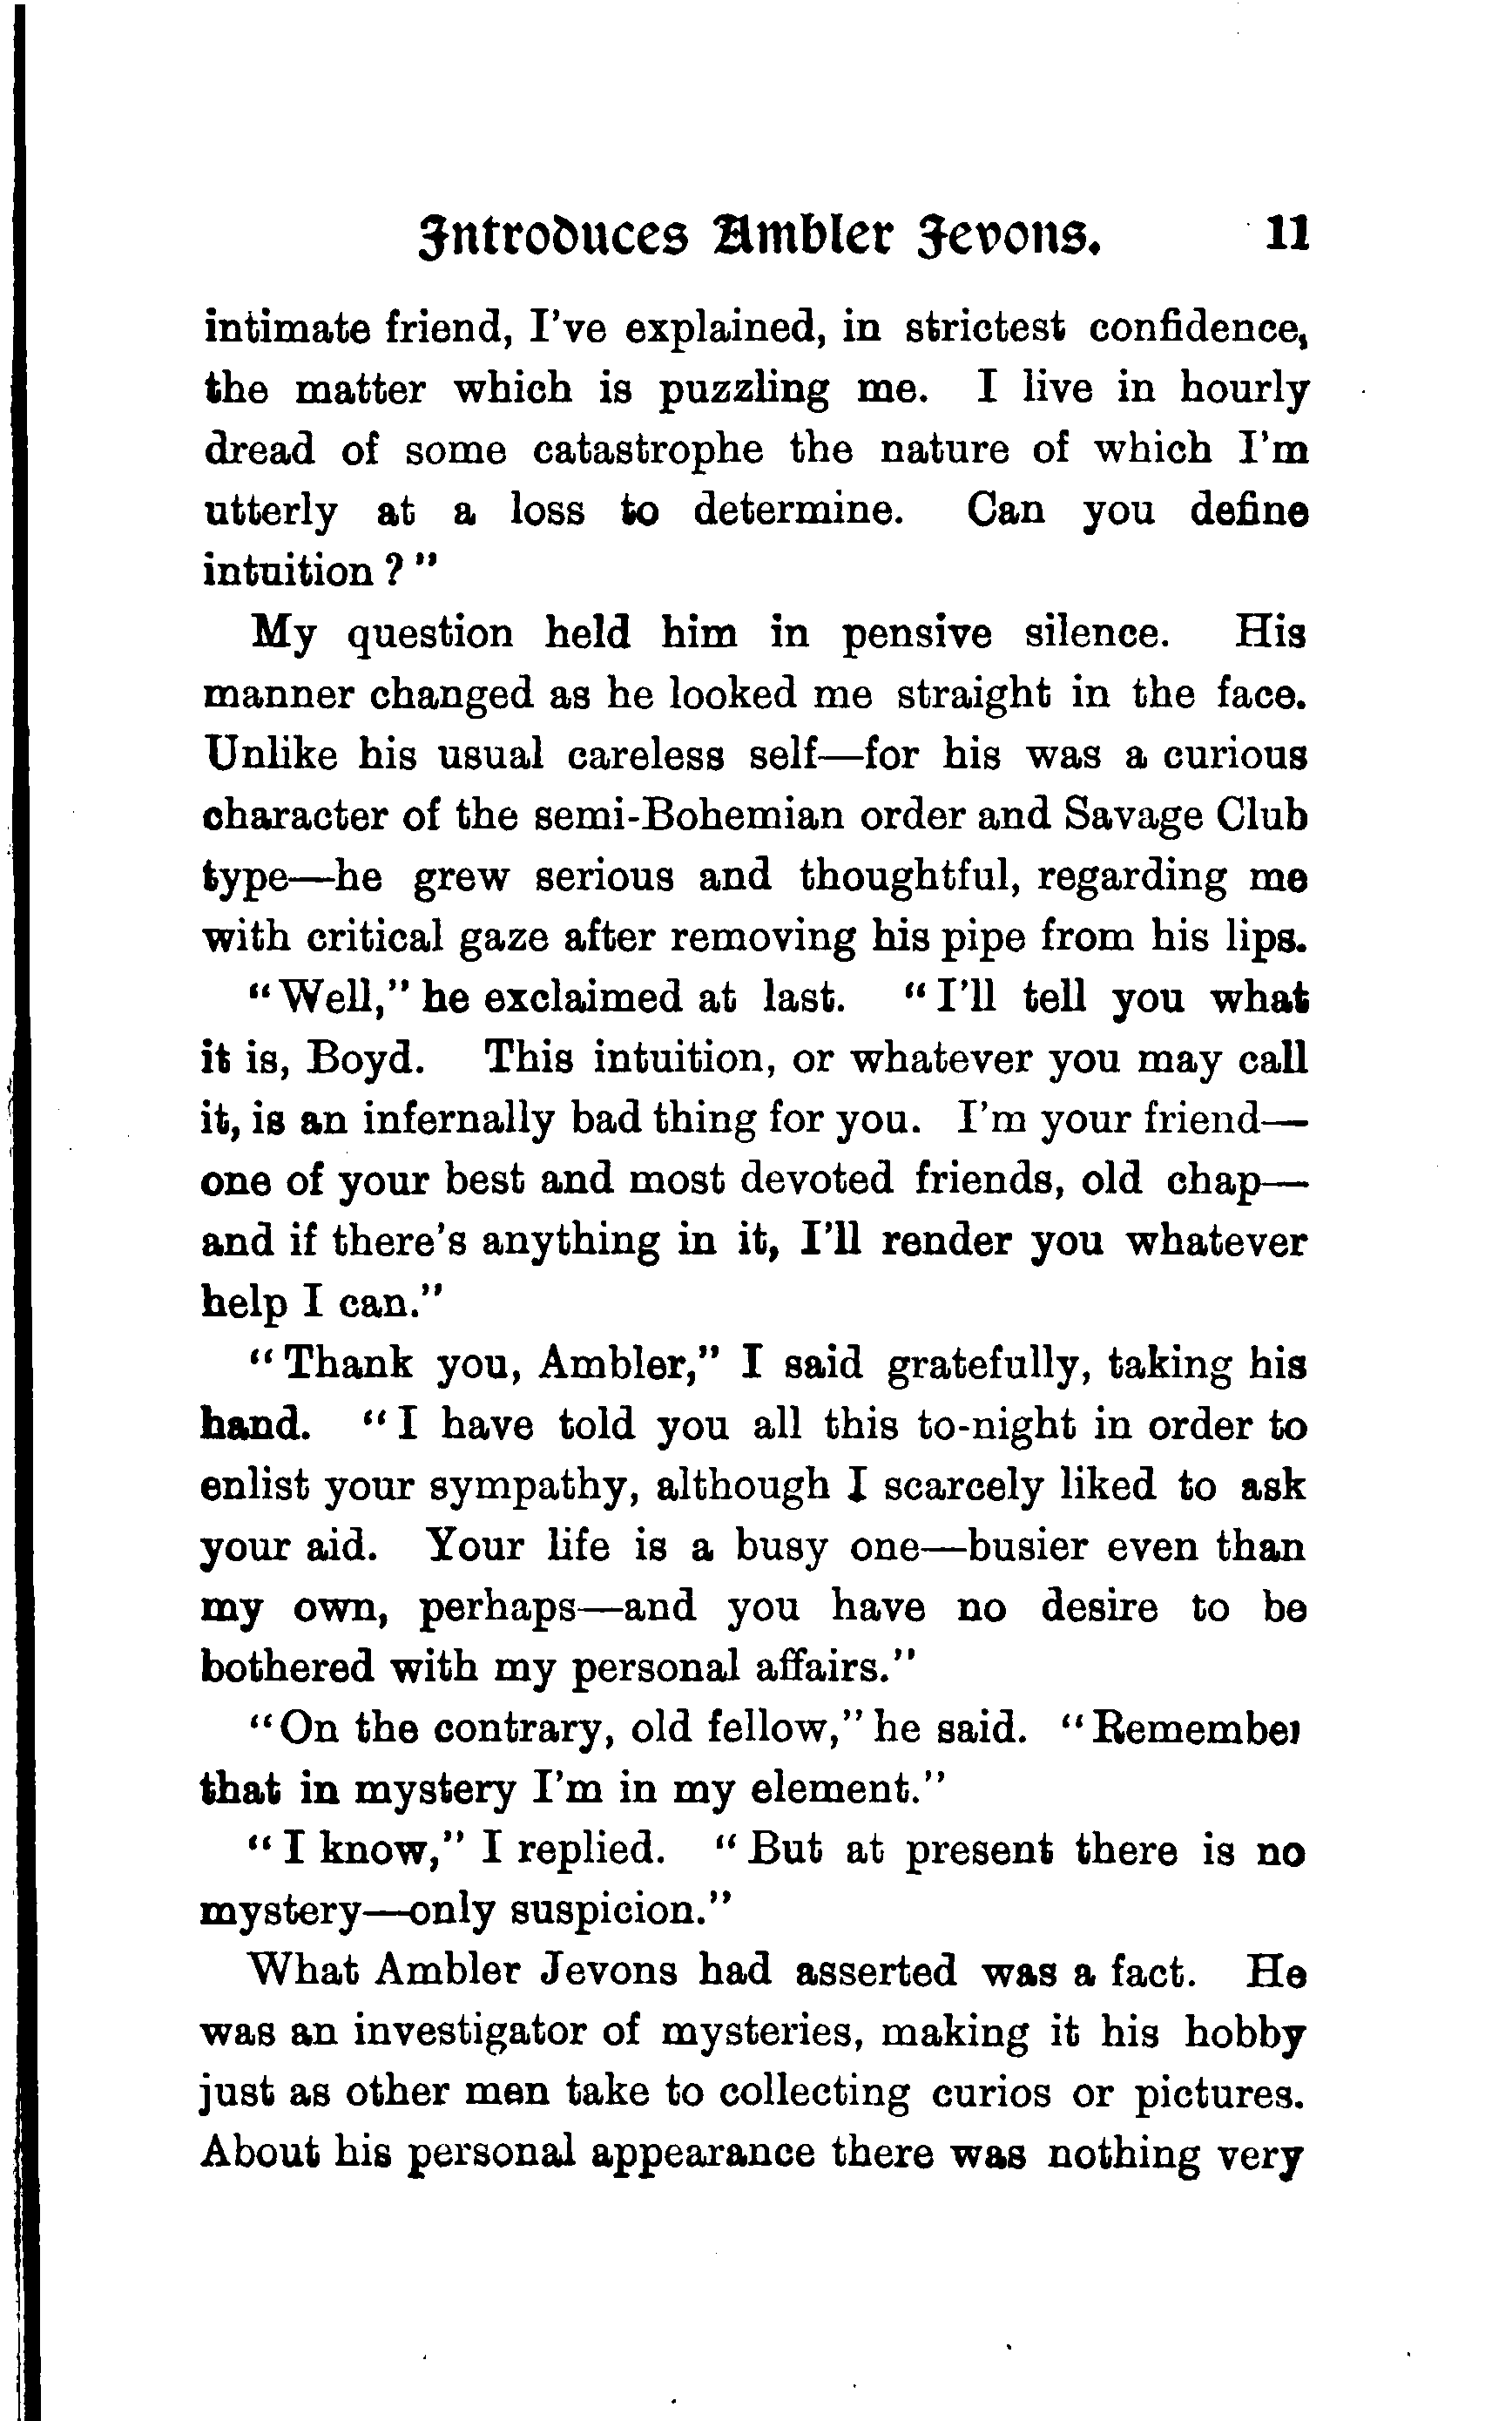 Introduces Ambler Jevons. 11
intimate friend, I've explained, in strictest confidence,
the matter which is puzzling me. I live in hourly
dread of some catastrophe the nature of which I'm
utterly at a loss to determine. Can you define
intuition?"
My question held him in pensive silence. His
manner changed as he looked me straight in the face.
Unlike his usual careless self—for his was a curious
character of the semi-Bohemian order and Savage Club
type—he grew serious and thoughtful, regarding me
with critical gaze after removing his pipe from his lips.
"Well," he exclaimed at last. "I'll tell you what
it is, Boyd. This intuition, or whatever you may call
it, is an infernally bad thing for you. I'm your friend—
one of your best and most devoted friends, old chap—
and if there's anything in it, I'll render you whatever
help I can."
"Thank you, Ambler," I said gratefully, taking his
hand. "I have told you all this to-night in order to
enlist your sympathy, although I scarcely liked to ask
your aid. Your life is a busy one—busier even than
my own, perhaps—and you have no desire to be
bothered with my personal affairs."
"On the contrary, old fellow," he said. "Remember
that in mystery I'm in my element."
"I know," I replied. "But at present there is no
mystery—only suspicion."
What Ambler Jevons had asserted was a fact. He
was an investigator of mysteries, making it his hobby
just as other men take to collecting curios or pictures.
About his personal appearance there was nothing very